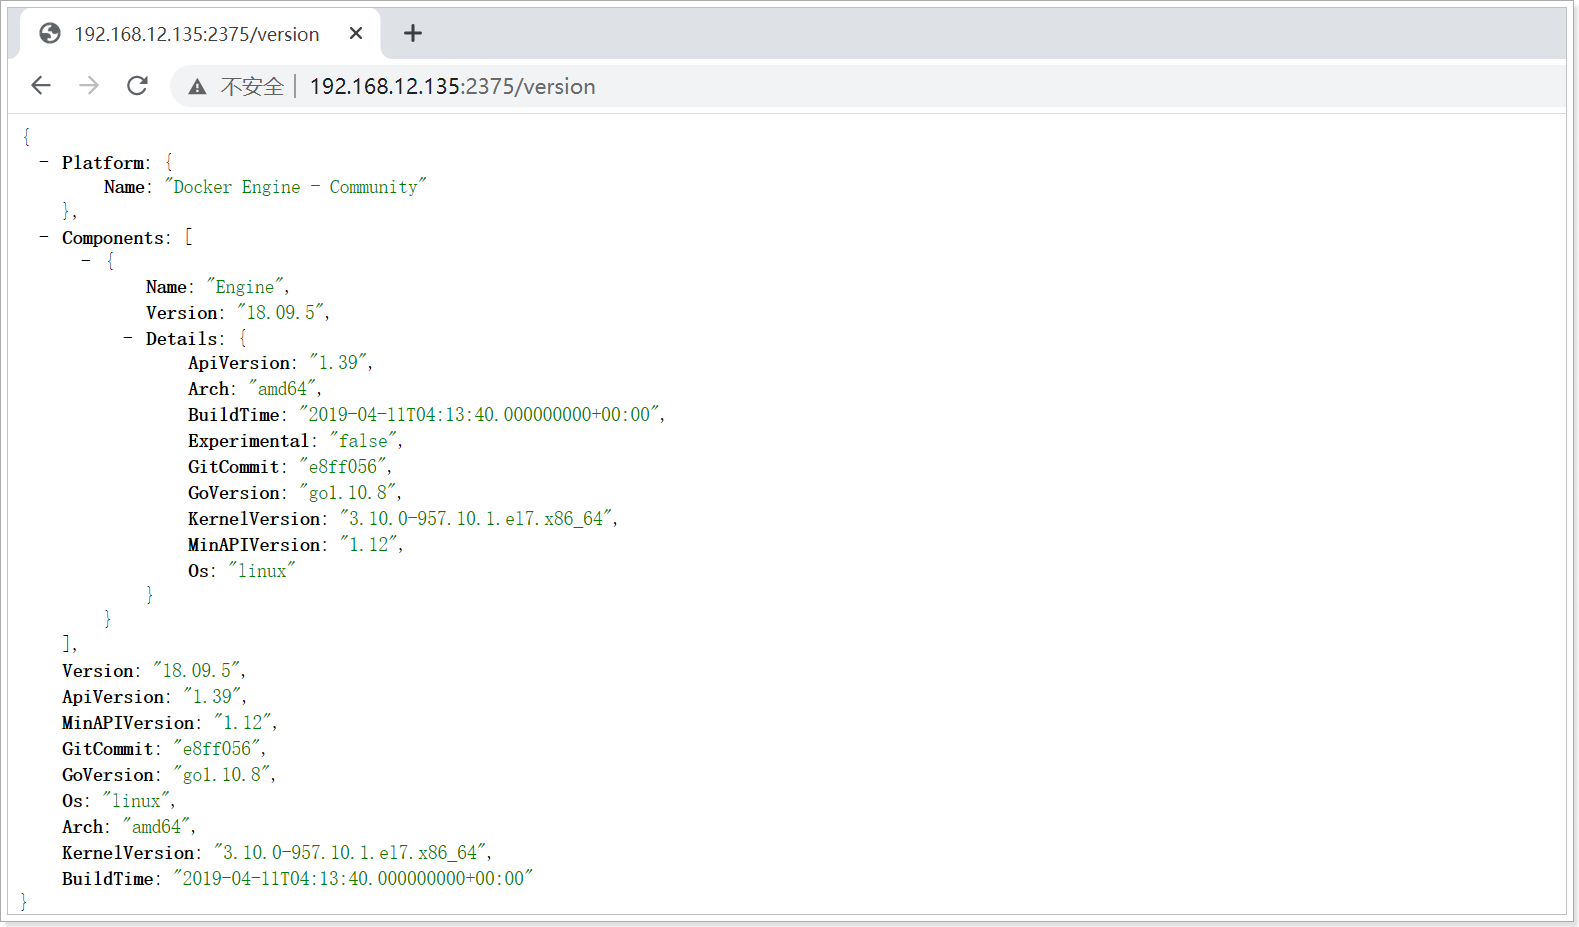 192.168.12.135:2375/version
不安全 | 192.168.12.135:2375/version
{
- Platform: {
Name: "Docker Engine - Community"
},
- Components: [
- {
Name: "Engine",
Version: "18.09.5",
- Details: {
ApiVersion: "1.39",
Arch: "amd64",
BuildTime: "2019-04-11T04:13:40.000000000+00:00",
Experimental: "false",
GitCommit: "e8ff056",
GoVersion: "go1.10.8",
KernelVersion: "3.10.0-957.10.1.el7.x86_64",
MinAPIVersion: "1.12",
Os: "linux"
}
}
],
Version: "18.09.5",
ApiVersion: "1.39",
MinAPIVersion: "1.12",
GitCommit: "e8ff056",
GoVersion: "go1.10.8",
Os: "linux",
Arch: "amd64",
KernelVersion: "3.10.0-957.10.1.el7.x86_64",
BuildTime: "2019-04-11T04:13:40.000000000+00:00"
}